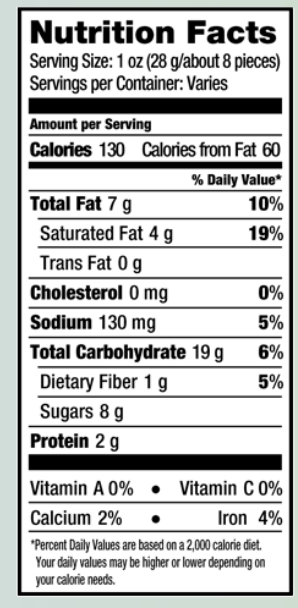 Nutrition Facts
Serving Size: 1 oz (28 g/about 8 pieces)
Servings per Container: Varies
Amount per Serving
Calories 130 Calories from Fat 60
% Daily Value*
Total Fat 7 g 10%
Saturated Fat 4 g 19%
Trans Fat 0 g
Cholesterol 0 mg 0%
Sodium 130 mg 5%
Total Carbohydrate 19 g 6%
Dietary Fiber 1 g 5%
Sugars 8 g
Protein 2 g
Vitamin A 0% • Vitamin C 0%
Calcium 2% • Iron 4%
*Percent Daily Values are based on a 2,000 calorie diet.
Your daily values may be higher or lower depending on
your calorie needs.